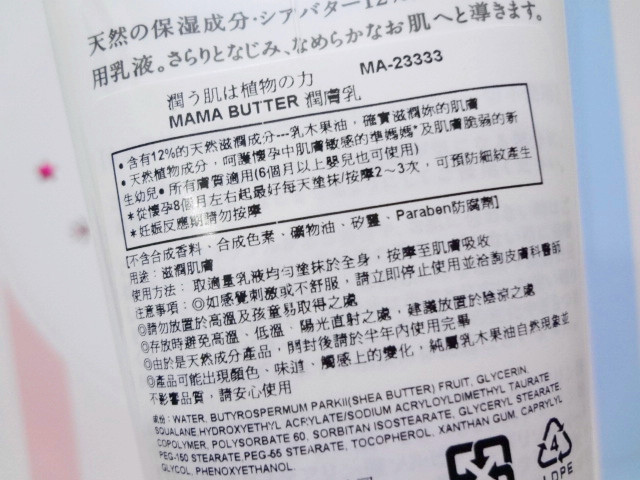 天然の保湿成分・シアバター12%
用乳液。さらりとなじみ、なめらかなお肌へと導きます。
潤う肌は植物の力 MA-23333
MAMA BUTTER 潤膚乳
•含有12%的天然滋潤成分---乳木果油，確實滋潤妳的肌膚
•天然植物成分，呵護懷孕中肌膚敏感的準媽媽*及肌膚脆弱的新
生幼兒•所有膚質適用(6個月以上嬰兒也可使用)
*從懷孕8個月左右起最好每天塗抹/按摩2～3次，可預防細紋產生
*妊娠反應期請勿按摩
[不含合成香料、合成色素、礦物油、矽靈、Paraben防腐劑]
用途：滋潤肌膚
使用方法：取適量乳液均勻塗抹於全身，按摩至肌膚吸收
注意事項：◎如感覺刺激或不舒服，請立即停止使用並洽詢皮膚科醫師
◎請勿放置於高溫及孩童易取得之處
◎存放時避免高溫、低溫、陽光直射之處，建議放置於陰涼之處
◎由於是天然成分產品，開封後請於半年內使用完畢
◎產品可能出現顏色、味道、觸感上的變化，純屬乳木果油自然現象並
不影響品質，請安心使用
成份：WATER, BUTYROSPERMUM PARKII(SHEA BUTTER) FRUIT, GLYCERIN,
SQUALANE HYDROXYETHYL ACRYLATE/SODIUM ACRYLOYLDIMETHYL TAURATE
COPOLYMER, POLYSORBATE 60, SORBITAN ISOSTEARATE, GLYCERYL STEARATE,
PEG-150 STEARATE,PEG-55 STEARATE, TOCOPHEROL, XANTHAN GUM, CAPRYLYL
GLYCOL, PHENOXYETHANOL.
4
LDPE